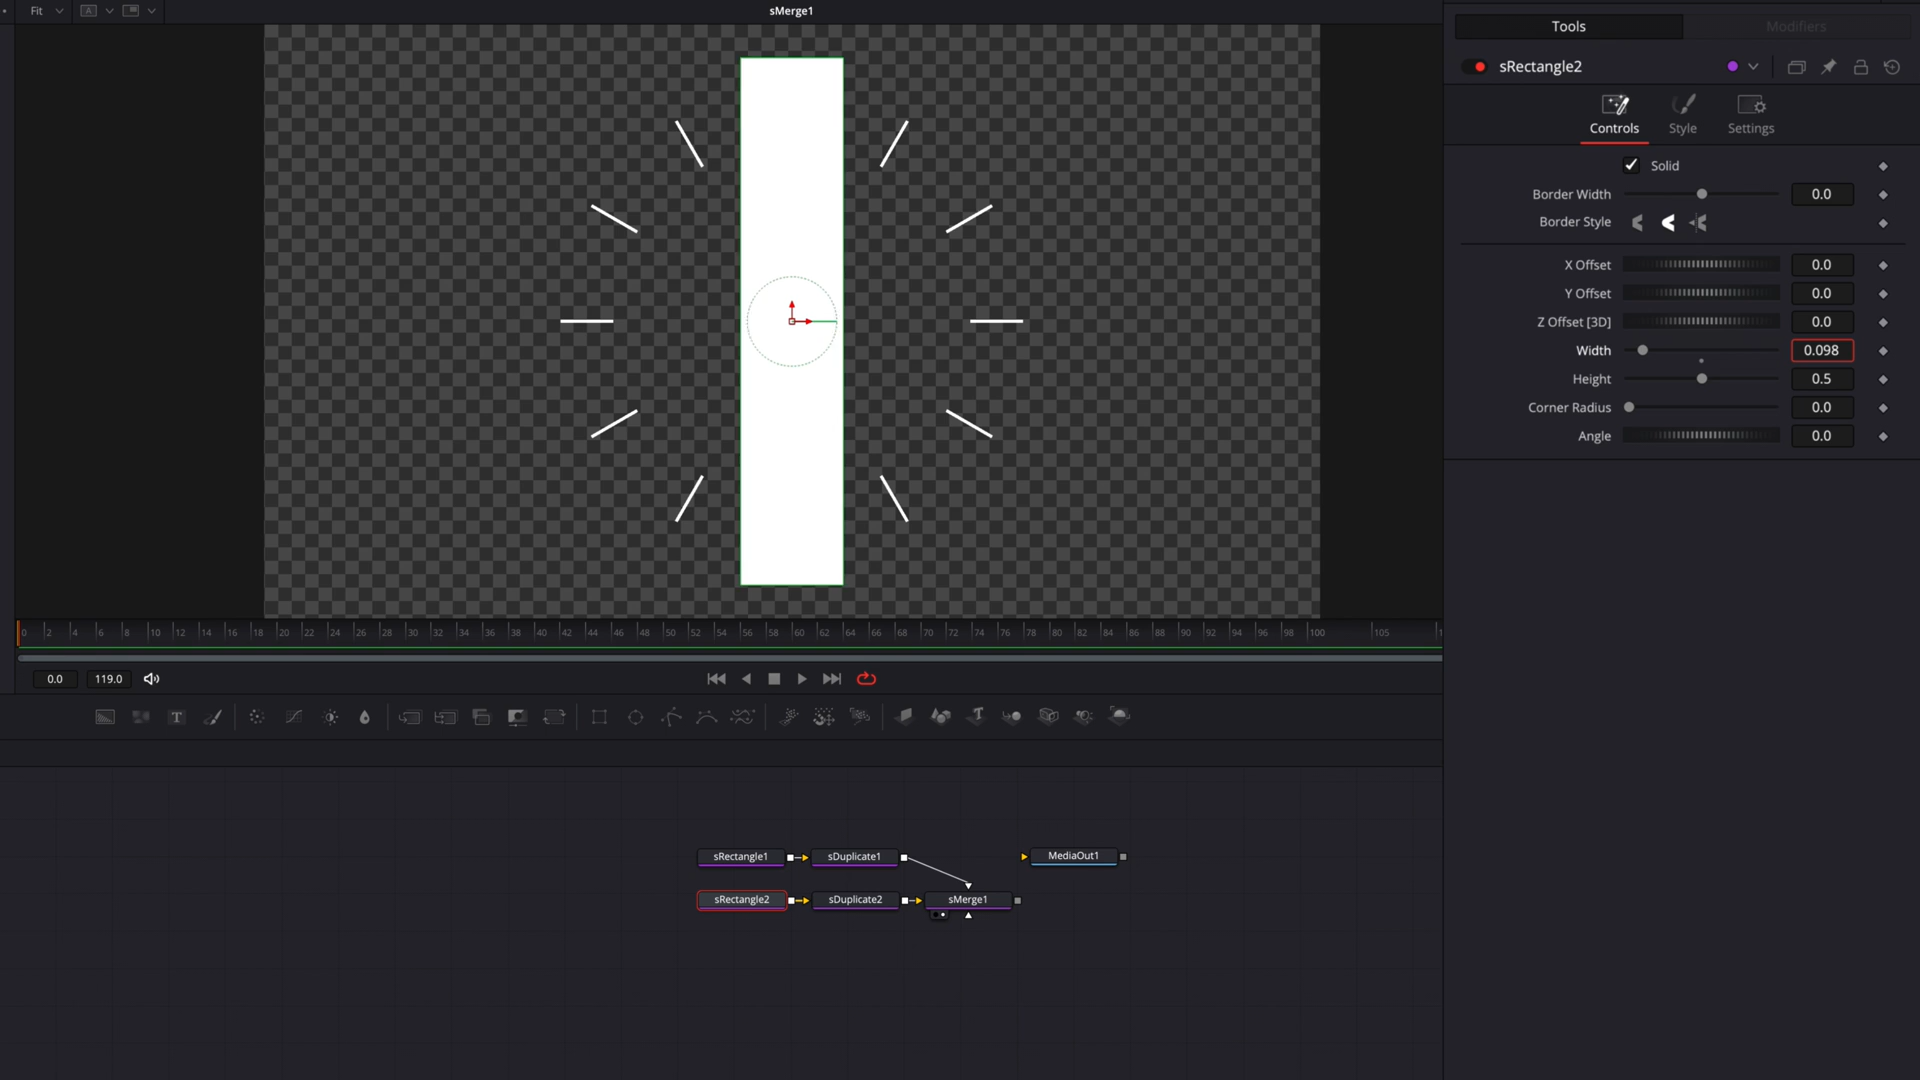 Fit
A
sMerge1
Tools
Modifiers
sRectangle2
Controls
Style
Settings
Solid
Border Width
0.0
Border Style
X Offset
0.0
Y Offset
0.0
Z Offset [3D]
0.0
Width
0.098
Height
0.5
Corner Radius
0.0
Angle
0.0
0 2 4 6 8 10 12 14 16 18 20 22 24 26 28 30 32 34 36 38 40 42 44 46 48 50 52 54 56 58 60 62 64 66 68 70 72 74 76 78 80 82 84 86 88 90 92 94 96 98 100 105
0.0
119.0
T
sRectangle1
sDuplicate1
MediaOut1
sRectangle2
sDuplicate2
sMerge1